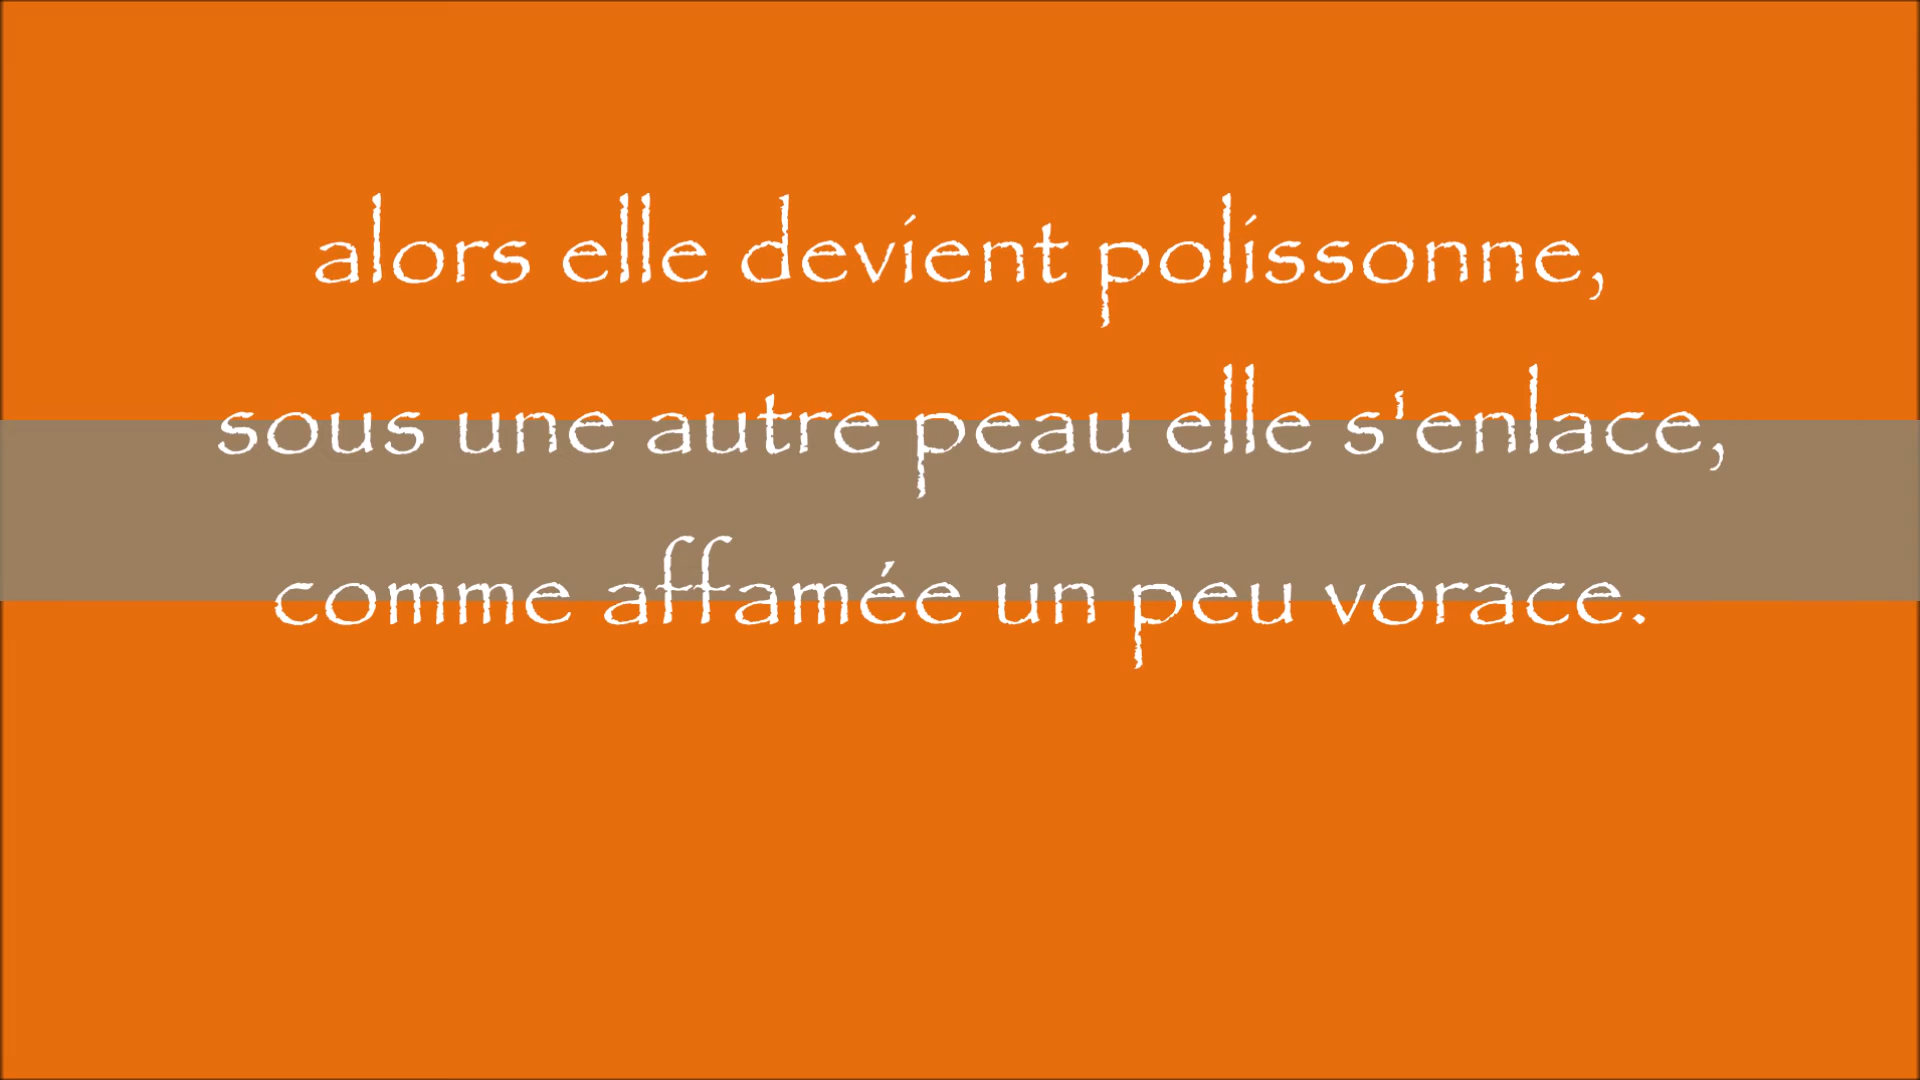 alors elle devient polissonne,
sous une autre peau elle s'enlace,
comme affamée un peu vorace.